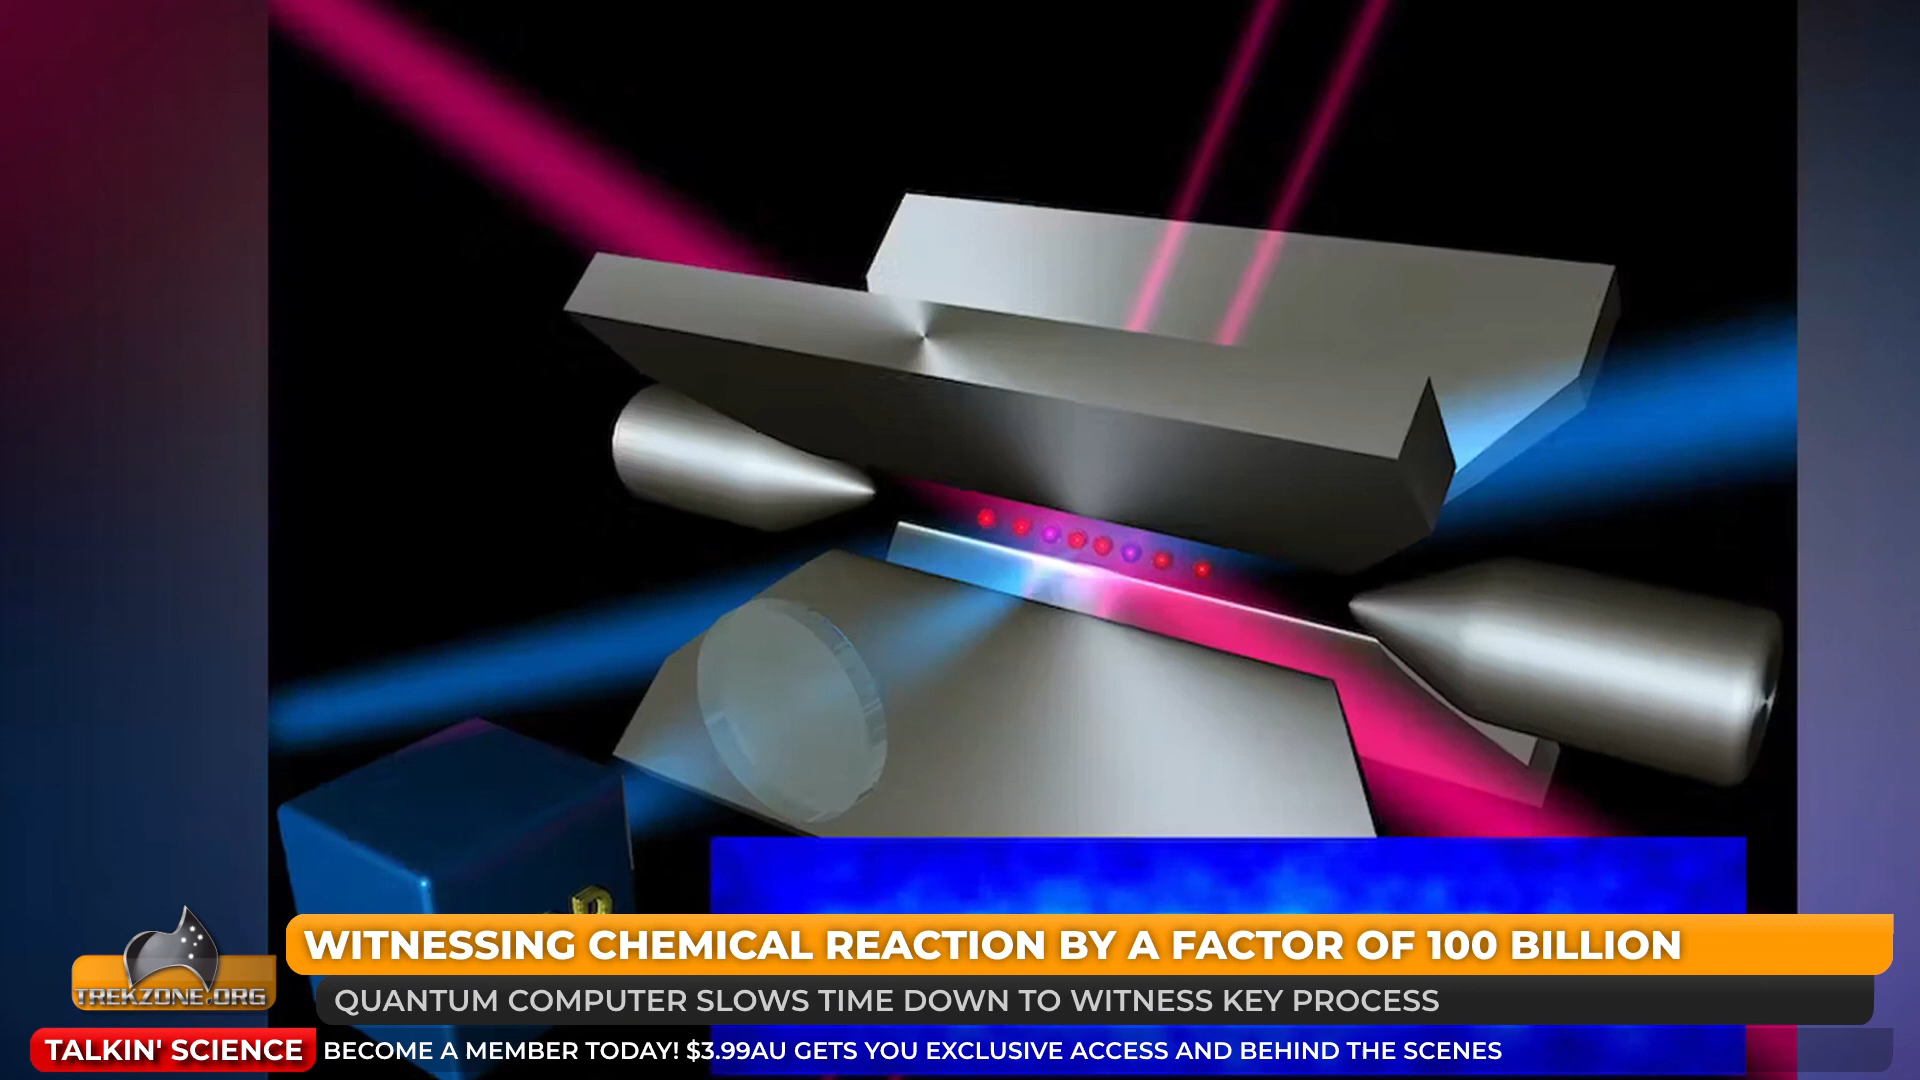 WITNESSING CHEMICAL REACTION BY A FACTOR OF 100 BILLION
TREKZONE.ORG
QUANTUM COMPUTER SLOWS TIME DOWN TO WITNESS KEY PROCESS
TALKIN' SCIENCE
BECOME A MEMBER TODAY! $3.99AU GETS YOU EXCLUSIVE ACCESS AND BEHIND THE SCENES